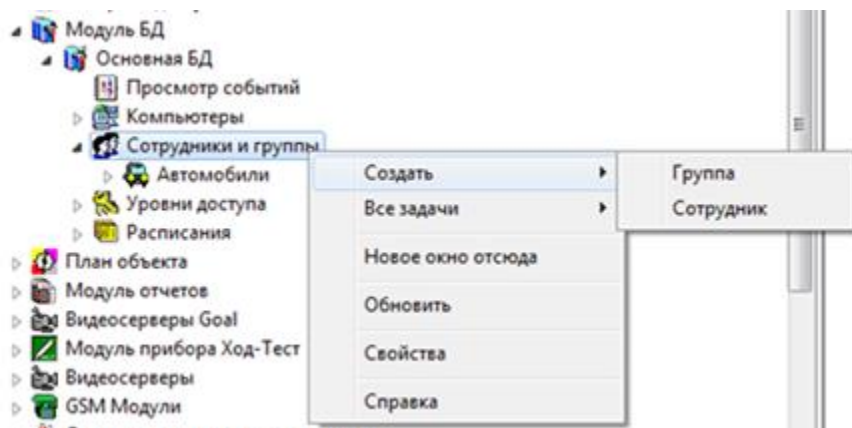 Модуль БД
Основная БД
Просмотр событий
Компьютеры
Сотрудники и группы
Автомобили
Создать
Группа
Уровни доступа
Все задачи
Сотрудник
Расписания
План объекта
Новое окно отсюда
Модуль отчетов
Обновить
Видеосерверы Goal
Модуль прибора Ход-Тест
Свойства
Видеосерверы
GSM Модули
Справка